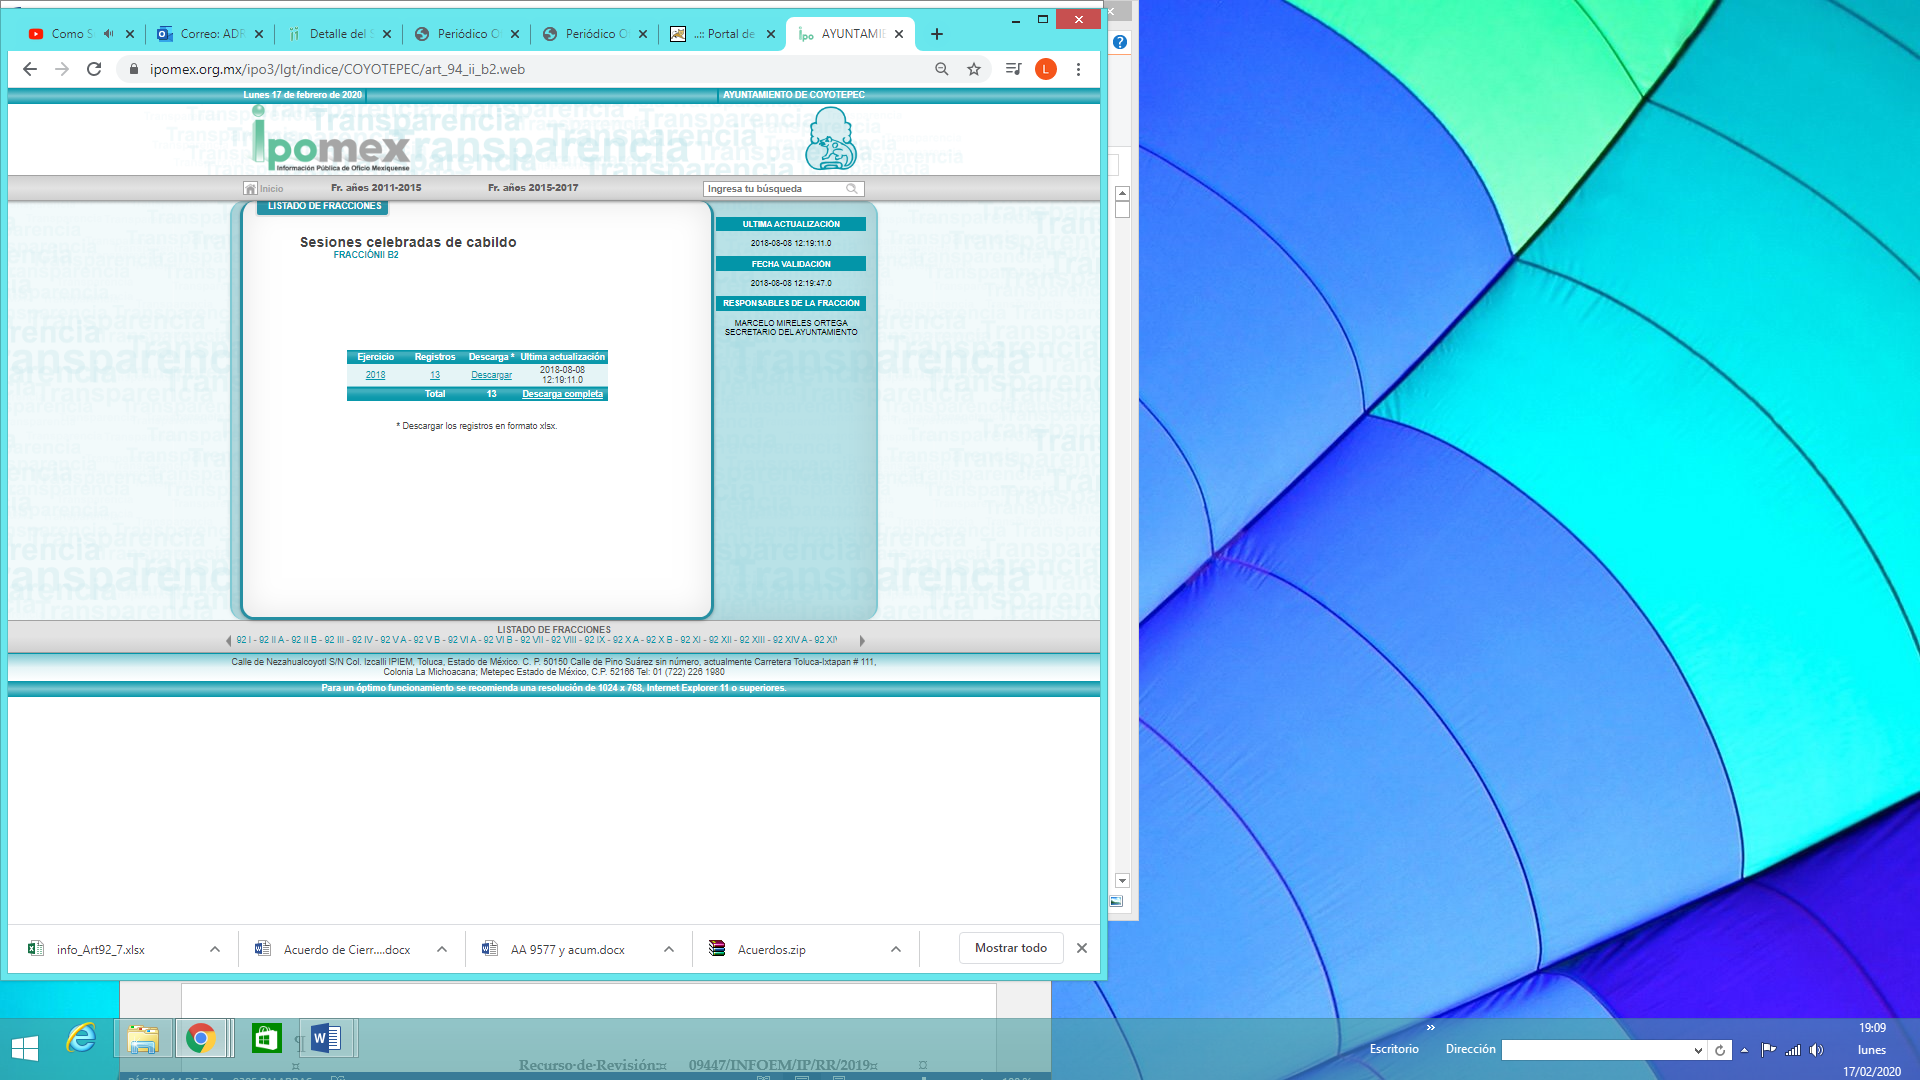 Como S
Correo: ADR
Detalle del S
Periódico O
Periódico O
..:: Portal de
AYUNTAMIE
ipomex.org.mx/ipo3/lgt/indice/COYOTEPEC/art_94_ii_b2.web
L
Lunes 17 de febrero de 2020
AYUNTAMIENTO DE COYOTEPEC
ipomex
Información Pública de Oficio Mexiquense
Inicio
Fr. años 2011-2015
Fr. años 2015-2017
Ingresa tu búsqueda
LISTADO DE FRACCIONES
Sesiones celebradas de cabildo
FRACCIÓNII B2
ULTIMA ACTUALIZACIÓN
2018-08-08 12:19:11.0
FECHA VALIDACIÓN
2018-08-08 12:19:47.0
RESPONSABLES DE LA FRACCIÓN
MARCELO MIRELES ORTEGA
SECRETARIO DEL AYUNTAMIENTO
Ejercicio Registros Descarga * Ultima actualización
2018 13 Descargar 2018-08-08 12:19:11.0
Total 13 Descarga completa
* Descargar los registros en formato xlsx.
LISTADO DE FRACCIONES
92 I - 92 II A - 92 II B - 92 III - 92 IV - 92 V A - 92 V B - 92 VI A - 92 VI B - 92 VII - 92 VIII - 92 IX - 92 X A - 92 X B - 92 XI - 92 XII - 92 XIII - 92 XIV A - 92 XIV
Calle de Nezahualcoyotl S/N Col. Izcalli IPIEM, Toluca, Estado de México. C. P. 50150 Calle de Pino Suárez sin número, actualmente Carretera Toluca-Ixtapan # 111,
Colonia La Michoacana; Metepec Estado de México, C.P. 52166 Tel: 01 (722) 226 1980
Para un óptimo funcionamiento se recomienda una resolución de 1024 x 768, Internet Explorer 11 o superiores.
info_Art92_7.xlsx
Acuerdo de Cierr....docx
AA 9577 y acum.docx
Acuerdos.zip
Mostrar todo
Recurso·de·Revisión:¤ 09447/INFOEM/IP/RR/2019¤
Escritorio
Dirección
19:09
lunes
17/02/2020